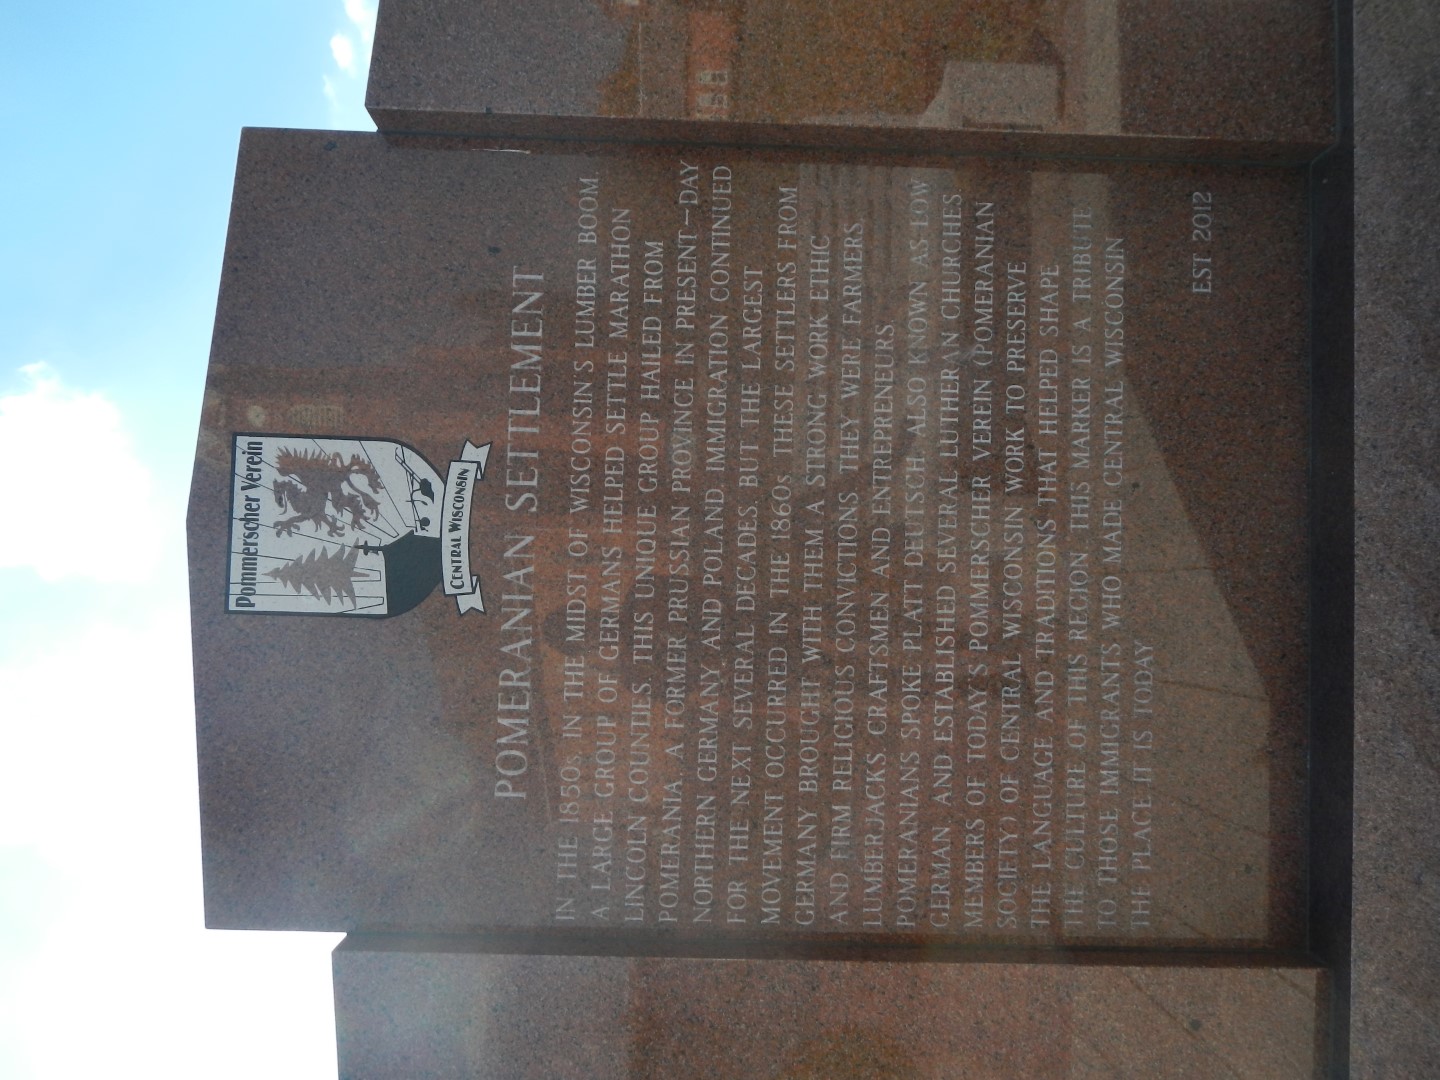 Pommerscher Verein
CENTRAL WISCONSIN
POMERANIAN SETTLEMENT
IN THE 1850s, IN THE MIDST OF WISCONSIN'S LUMBER BOOM,
A LARGE GROUP OF GERMANS HELPED SETTLE MARATHON
LINCOLN COUNTIES. THIS UNIQUE GROUP HAILED FROM
POMERANIA, A FORMER PRUSSIAN PROVINCE IN PRESENT-DAY
NORTHERN GERMANY AND POLAND. IMMIGRATION CONTINUED
FOR THE NEXT SEVERAL DECADES, BUT THE LARGEST
MOVEMENT OCCURRED IN THE 1860s. THESE SETTLERS FROM
GERMANY BROUGHT WITH THEM A STRONG WORK ETHIC
AND FIRM RELIGIOUS CONVICTIONS. THEY WERE FARMERS,
LUMBERJACKS, CRAFTSMEN AND ENTREPRENEURS.
POMERANIANS SPOKE PLATT DEUTSCH, ALSO KNOWN AS LOW
GERMAN, AND ESTABLISHED SEVERAL LUTHERAN CHURCHES.
MEMBERS OF TODAY'S POMMERSCHER VEREIN (POMERANIAN
SOCIETY) OF CENTRAL WISCONSIN WORK TO PRESERVE
THE LANGUAGE AND TRADITIONS THAT HELPED SHAPE
THE CULTURE OF THIS REGION. THIS MARKER IS A TRIBUTE
TO THOSE IMMIGRANTS WHO MADE CENTRAL WISCONSIN
THE PLACE IT IS TODAY
EST 2012